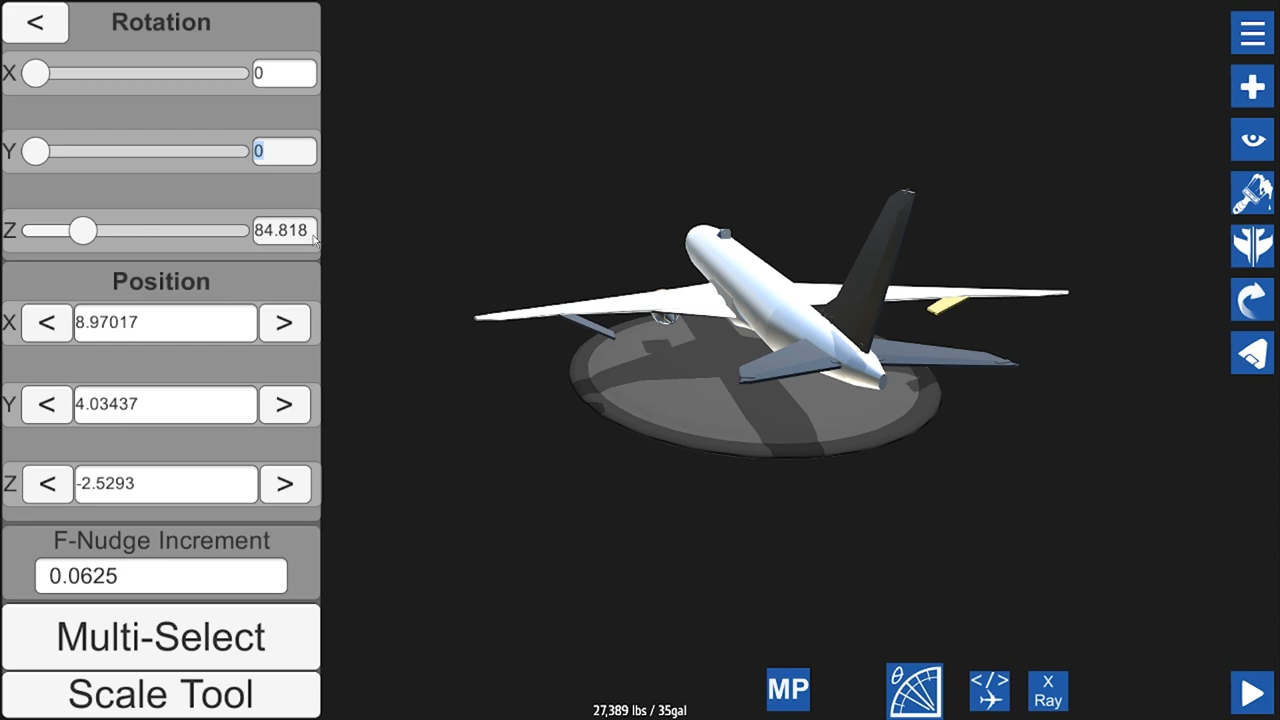 < Rotation
X 0
Y 0
Z 84.818
Position
X < 8.97017 >
Y < 4.03437 >
Z < -2.5293 >
F-Nudge Increment
0.0625
Multi-Select
Scale Tool
27,389 lbs / 35gal
MP
θ
</>
X
Ray